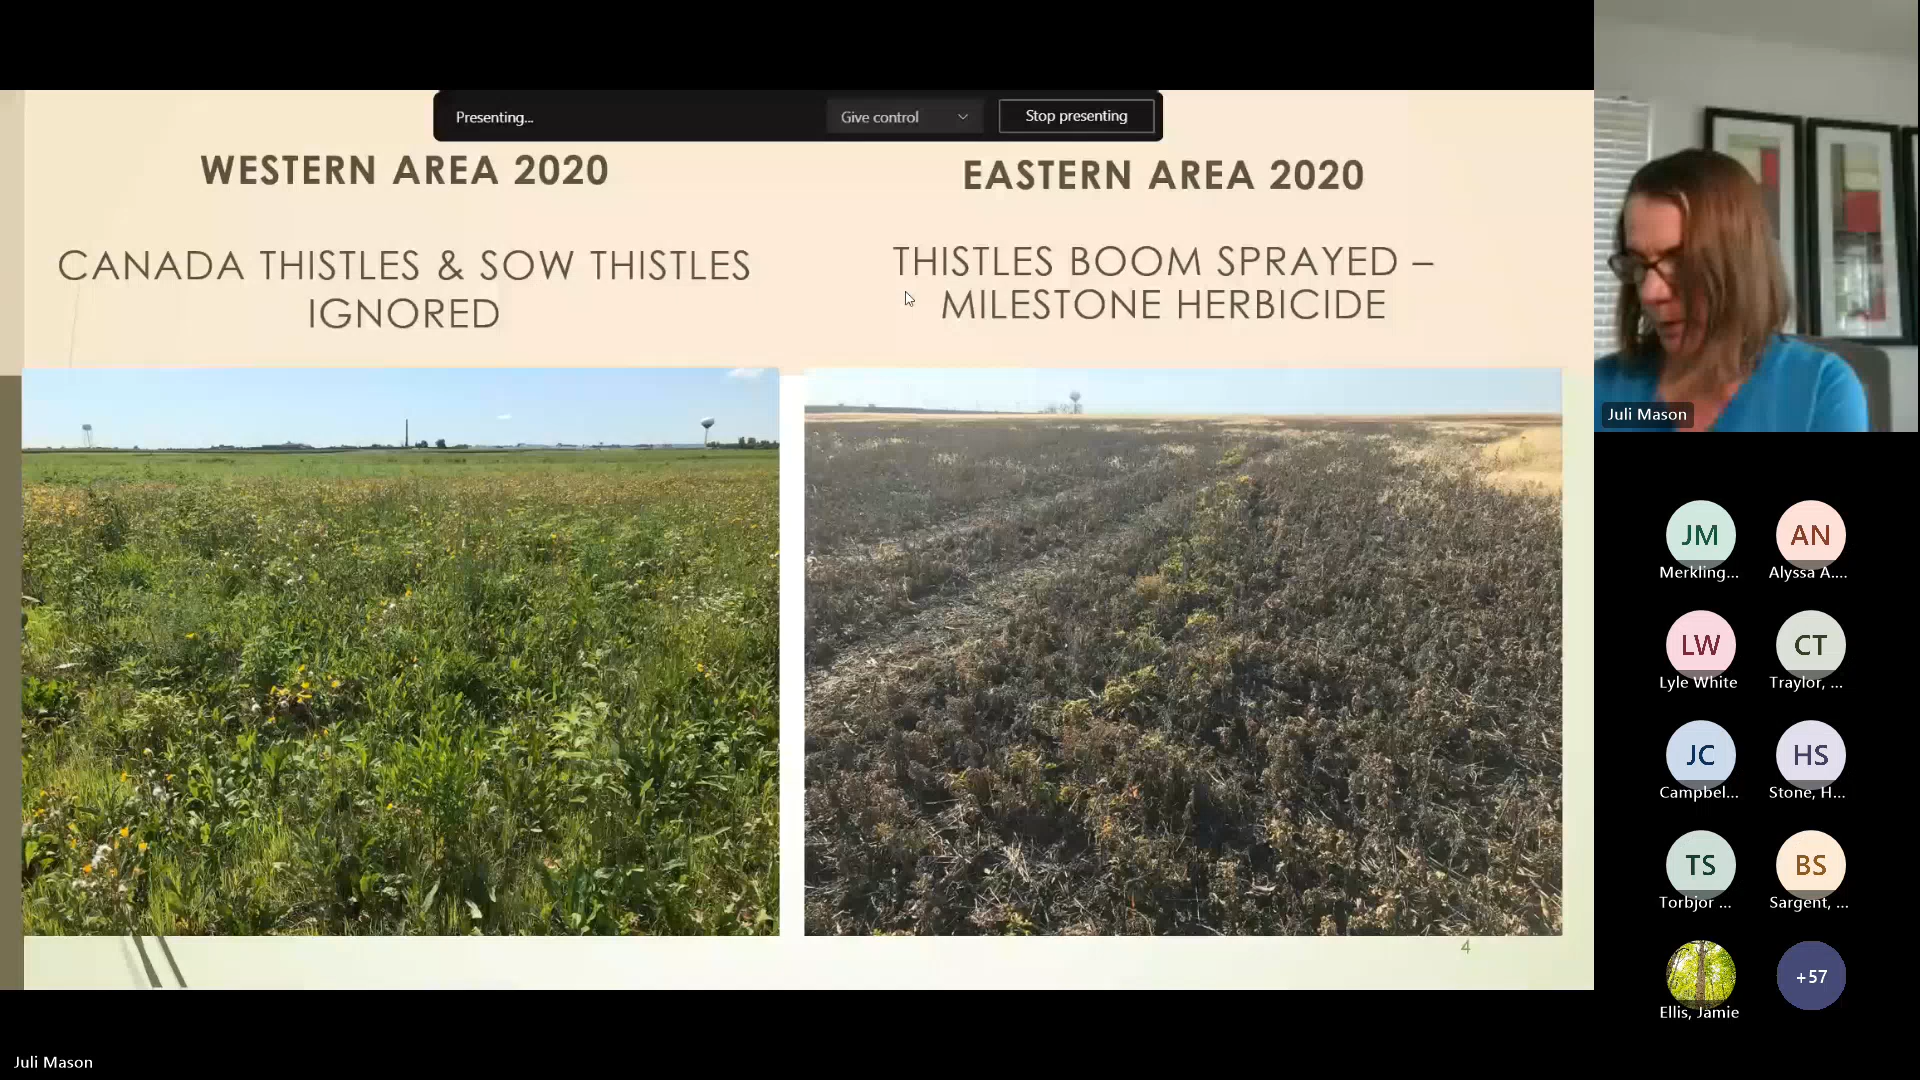 Presenting...
Give control
Stop presenting
WESTERN AREA 2020
EASTERN AREA 2020
CANADA THISTLES & SOW THISTLES
IGNORED
THISTLES BOOM SPRAYED –
MILESTONE HERBICIDE
4
Juli Mason
JM
AN
Merkling...
Alyssa A....
LW
CT
Lyle White
Traylor, ...
JC
HS
Campbel...
Stone, H...
TS
BS
Torbjor ...
Sargent, ...
+57
Ellis, Jamie
Juli Mason